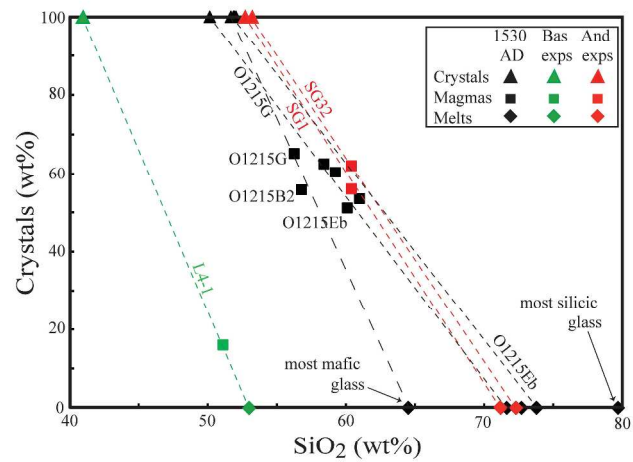 1530 Bas And
AD exps exps
Crystals
Magmas
Melts
100
80
60
40
20
0
Crystals (wt%)
O1215G
SG32
SG1
O1215G
O1215B2
O1215Eb
L4-1
O1215Eb
most silicic
glass
most mafic
glass
40 50 60 70 80
SiO2 (wt%)